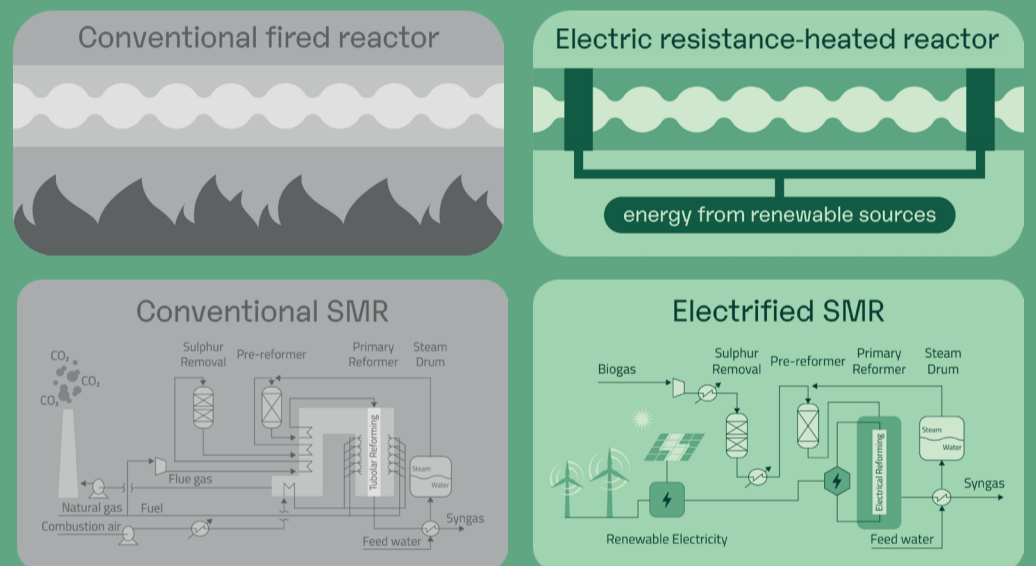 Conventional fired reactor
Electric resistance-heated reactor
energy from renewable sources
Conventional SMR
CO₂
CO₂
CO₂
Sulphur
Removal
Pre-reformer
Primary
Reformer
Steam
Drum
Tubolar Reforming
Steam
Water
Flue gas
Natural gas
Fuel
Combustion air
Syngas
Feed water
Electrified SMR
Biogas
Sulphur
Removal
Pre-reformer
Primary
Reformer
Steam
Drum
Electrical Reforming
Steam
Water
Syngas
Renewable Electricity
Feed water